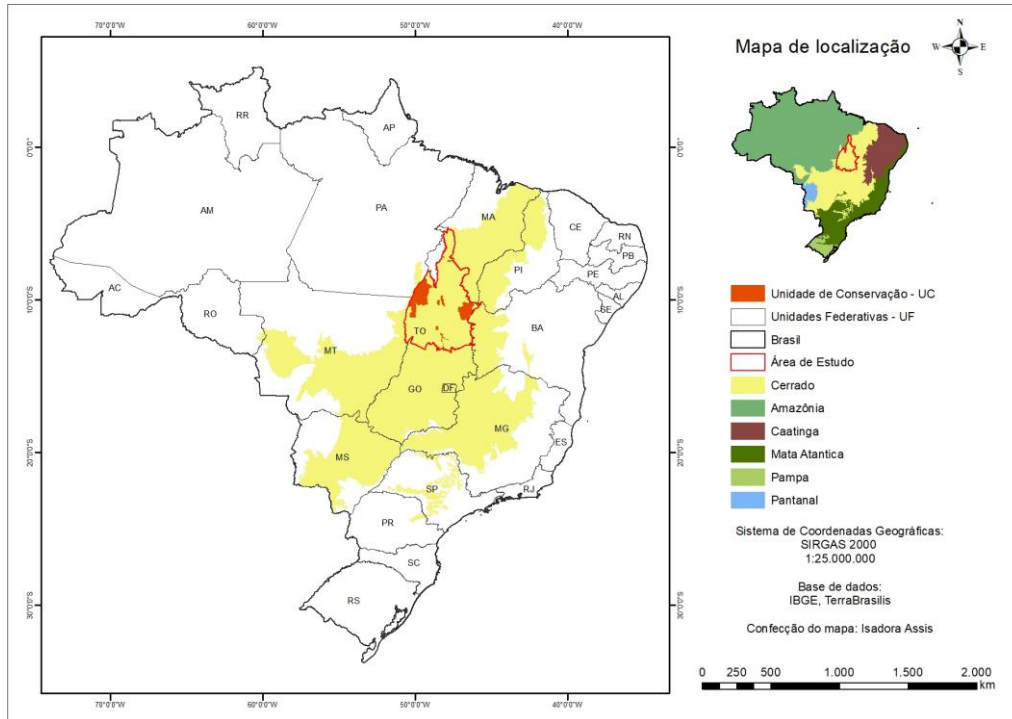 70°0'0"W
60°0'0"W
50°0'0"W
40°0'0"W
0°0'0"
10°0'0"S
20°0'0"S
30°0'0"S
0°0'0"
10°0'0"S
20°0'0"S
30°0'0"S
70°0'0"W
60°0'0"W
50°0'0"W
40°0'0"W
RR
AP
AM
PA
MA
CE
RN
PB
PI
PE
AL
SE
AC
RO
TO
BA
MT
GO
DF
MG
ES
MS
SP
RJ
PR
SC
RS
Mapa de localização
N
W E
S
Unidade de Conservação - UC
Unidades Federativas - UF
Brasil
Área de Estudo
Cerrado
Amazônia
Caatinga
Mata Atantica
Pampa
Pantanal
Sistema de Coordenadas Geográficas:
SIRGAS 2000
1:25.000.000
Base de dados:
IBGE, TerraBrasilis
Confecção do mapa: Isadora Assis
0 250 500 1.000 1.500 2.000
km